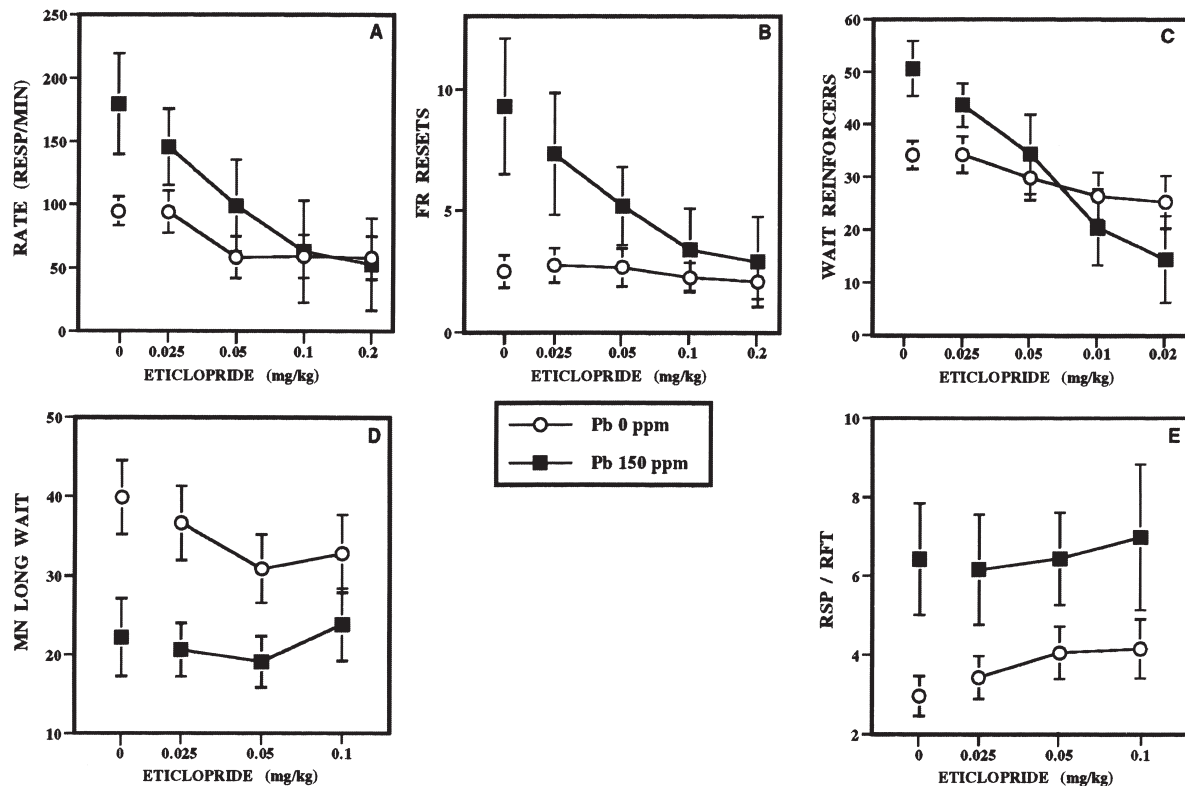 A
250
200
150
100
50
0
RATE (RESP/MIN)
0 0.025 0.05 0.1 0.2
ETICLOPRIDE (mg/kg)
B
10
5
0
FR RESETS
0 0.025 0.05 0.1 0.2
ETICLOPRIDE (mg/kg)
C
60
50
40
30
20
10
0
WAIT REINFORCERS
0 0.025 0.05 0.01 0.02
ETICLOPRIDE (mg/kg)
D
50
40
30
20
10
MN LONG WAIT
0 0.025 0.05 0.1
ETICLOPRIDE (mg/kg)
Pb 0 ppm
Pb 150 ppm
E
10
8
6
4
2
RSP / RFT
0 0.025 0.05 0.1
ETICLOPRIDE (mg/kg)